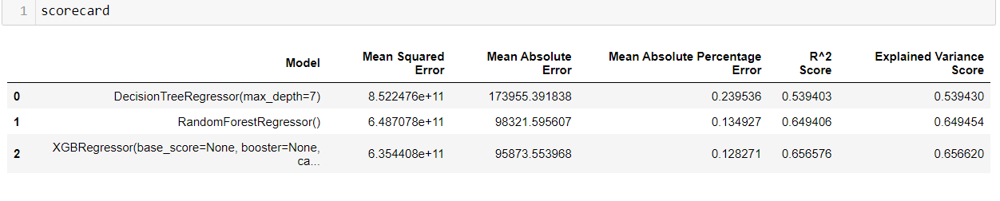 1 scorecard
Model Mean Squared Error Mean Absolute Error Mean Absolute Percentage Error R^2 Score Explained Variance Score
0 DecisionTreeRegressor(max_depth=7) 8.522476e+11 173955.391838 0.239536 0.539403 0.539430
1 RandomForestRegressor() 6.487078e+11 98321.595607 0.134927 0.649406 0.649454
2 XGBRegressor(base_score=None, booster=None, ca... 6.354408e+11 95873.553968 0.128271 0.656576 0.656620